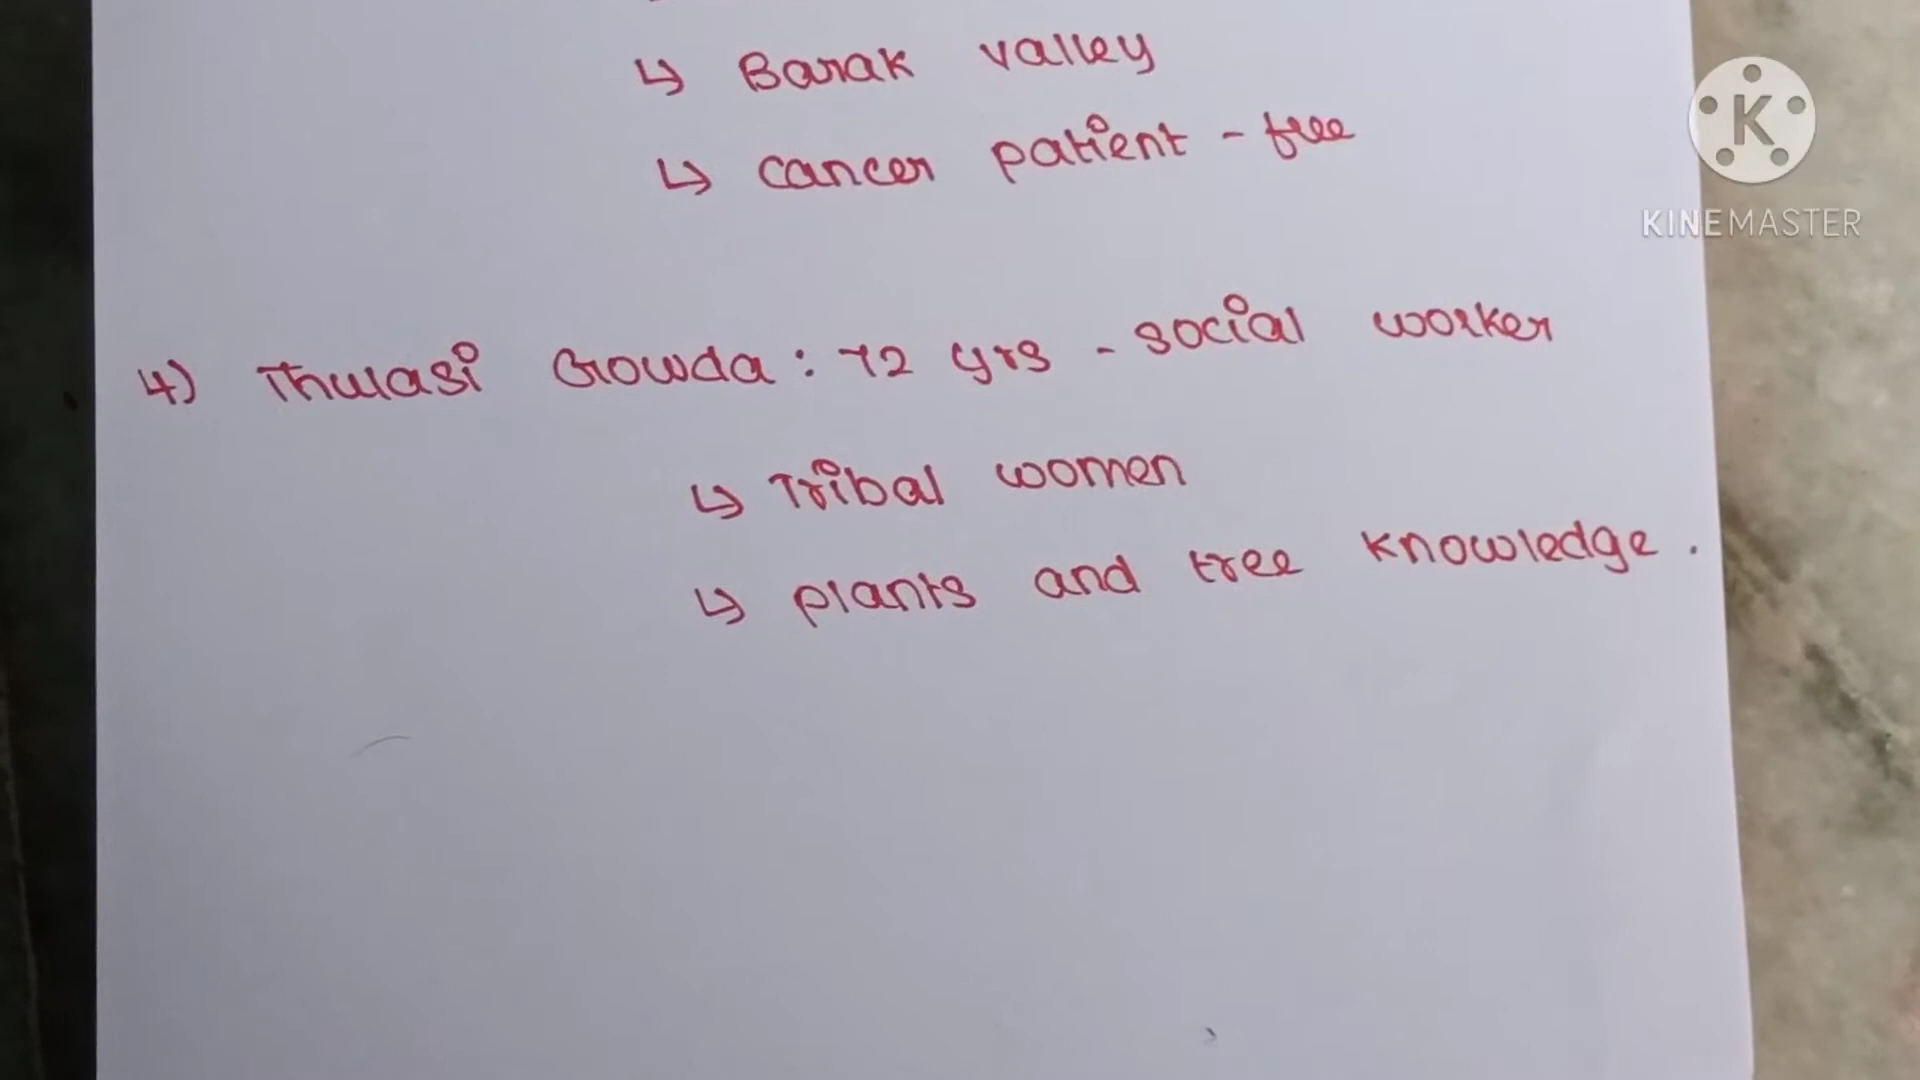 ↳ Barak valley
↳ cancer patient - free
K
KINEMASTER
4) Thulasi Gowda : 72 yrs - social worker
↳ Tribal women
↳ plants and tree knowledge .